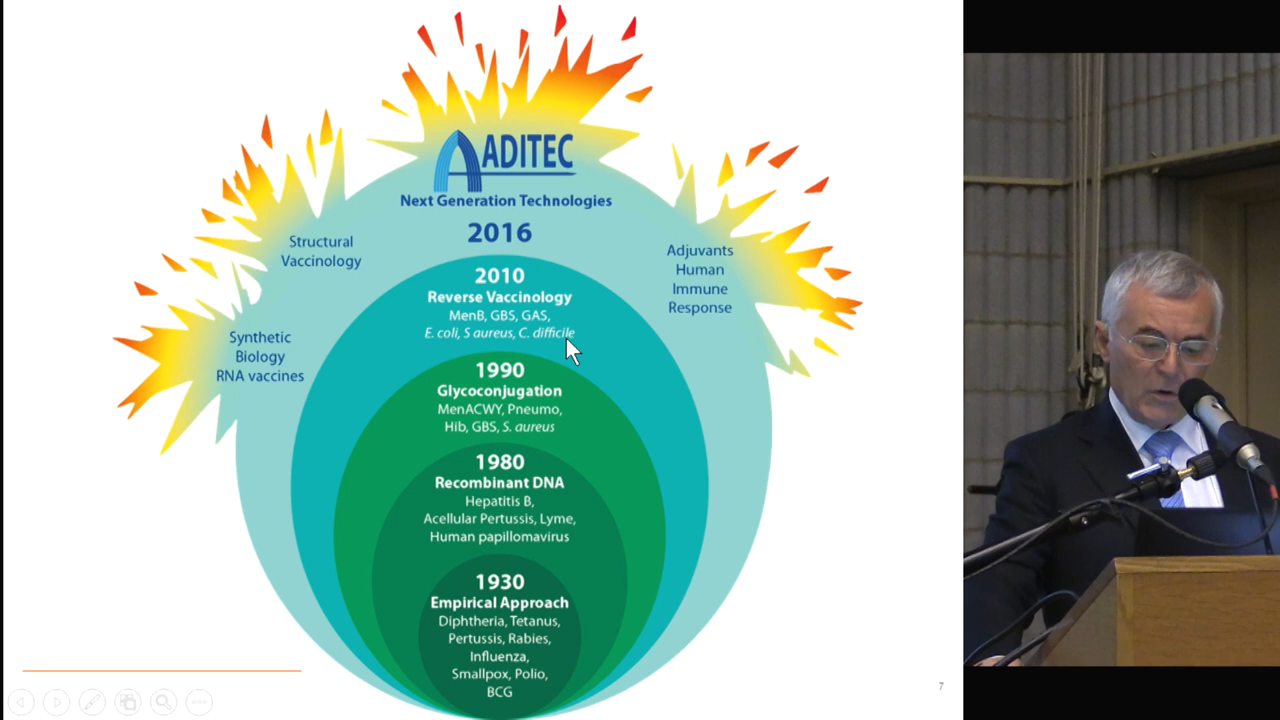 ADITEC
Next Generation Technologies
2016
Structural
Vaccinology
Adjuvants
Human
Immune
Response
Synthetic
Biology
RNA vaccines
2010
Reverse Vaccinology
MenB, GBS, GAS,
E. coli, S aureus, C. difficile
1990
Glycoconjugation
MenACWY, Pneumo,
Hib, GBS, S. aureus
1980
Recombinant DNA
Hepatitis B,
Acellular Pertussis, Lyme,
Human papillomavirus
1930
Empirical Approach
Diphtheria, Tetanus,
Pertussis, Rabies,
Influenza,
Smallpox, Polio,
BCG
7